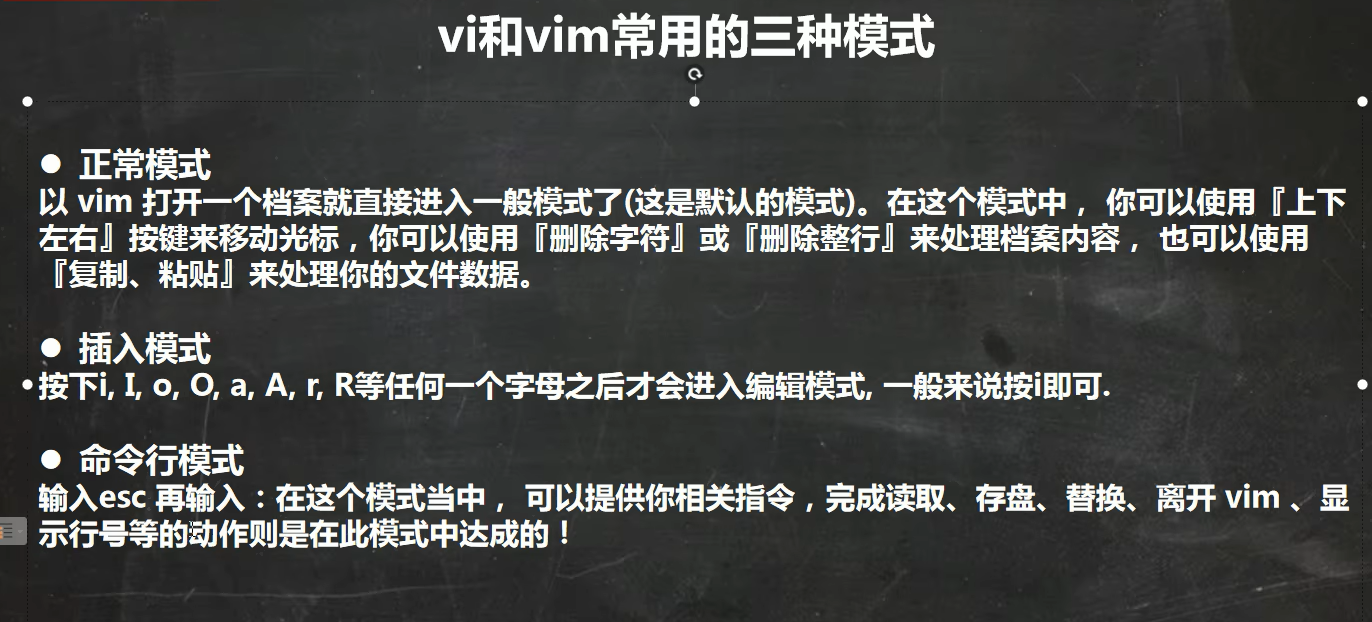 vi和vim常用的三种模式
● 正常模式
以 vim 打开一个档案就直接进入一般模式了(这是默认的模式)。在这个模式中， 你可以使用『上下
左右』按键来移动光标，你可以使用『删除字符』或『删除整行』来处理档案内容， 也可以使用
『复制、粘贴』来处理你的文件数据。
● 插入模式
按下i, I, o, O, a, A, r, R等任何一个字母之后才会进入编辑模式, 一般来说按i即可.
● 命令行模式
输入esc 再输入：在这个模式当中， 可以提供你相关指令，完成读取、存盘、替换、离开 vim 、显
示行号等的动作则是在此模式中达成的！